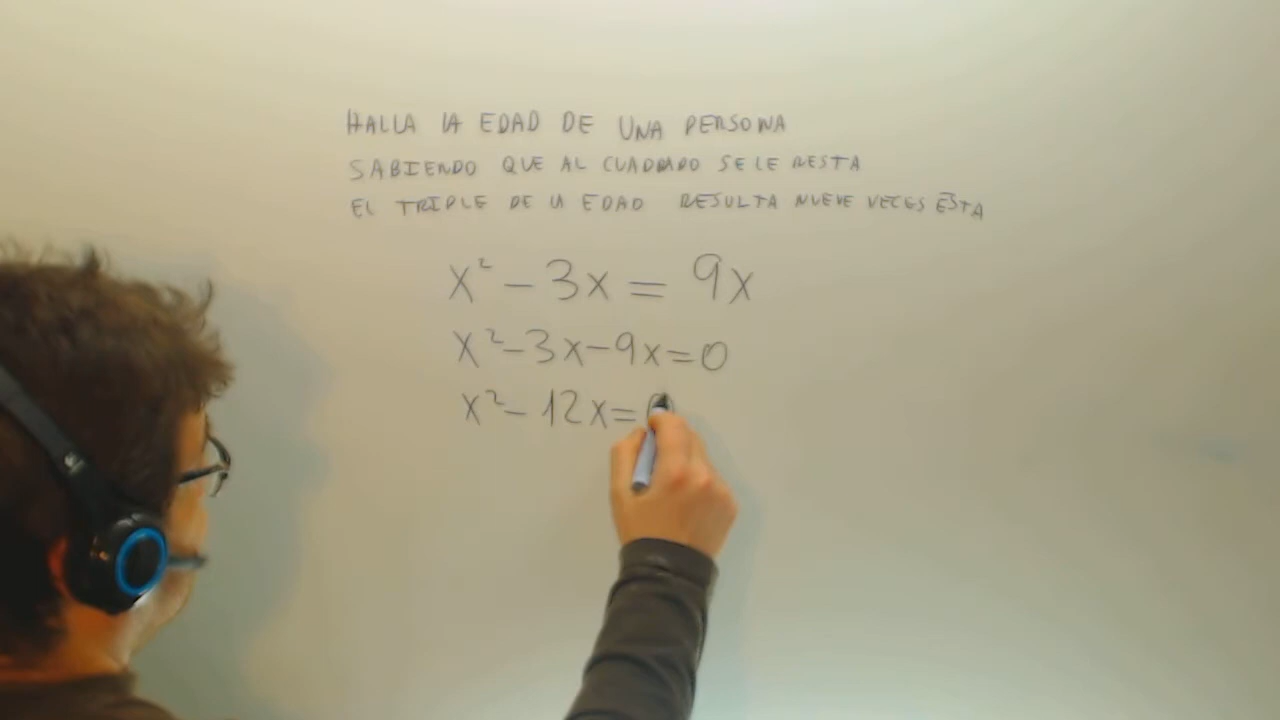 HALLA LA EDAD DE UNA PERSONA
SABIENDO QUE AL CUADRADO SE LE RESTA
EL TRIPLE DE LA EDAD RESULTA NUEVE VECES ÉSTA
x² - 3x = 9x
x² - 3x - 9x = 0
x² - 12x = 0